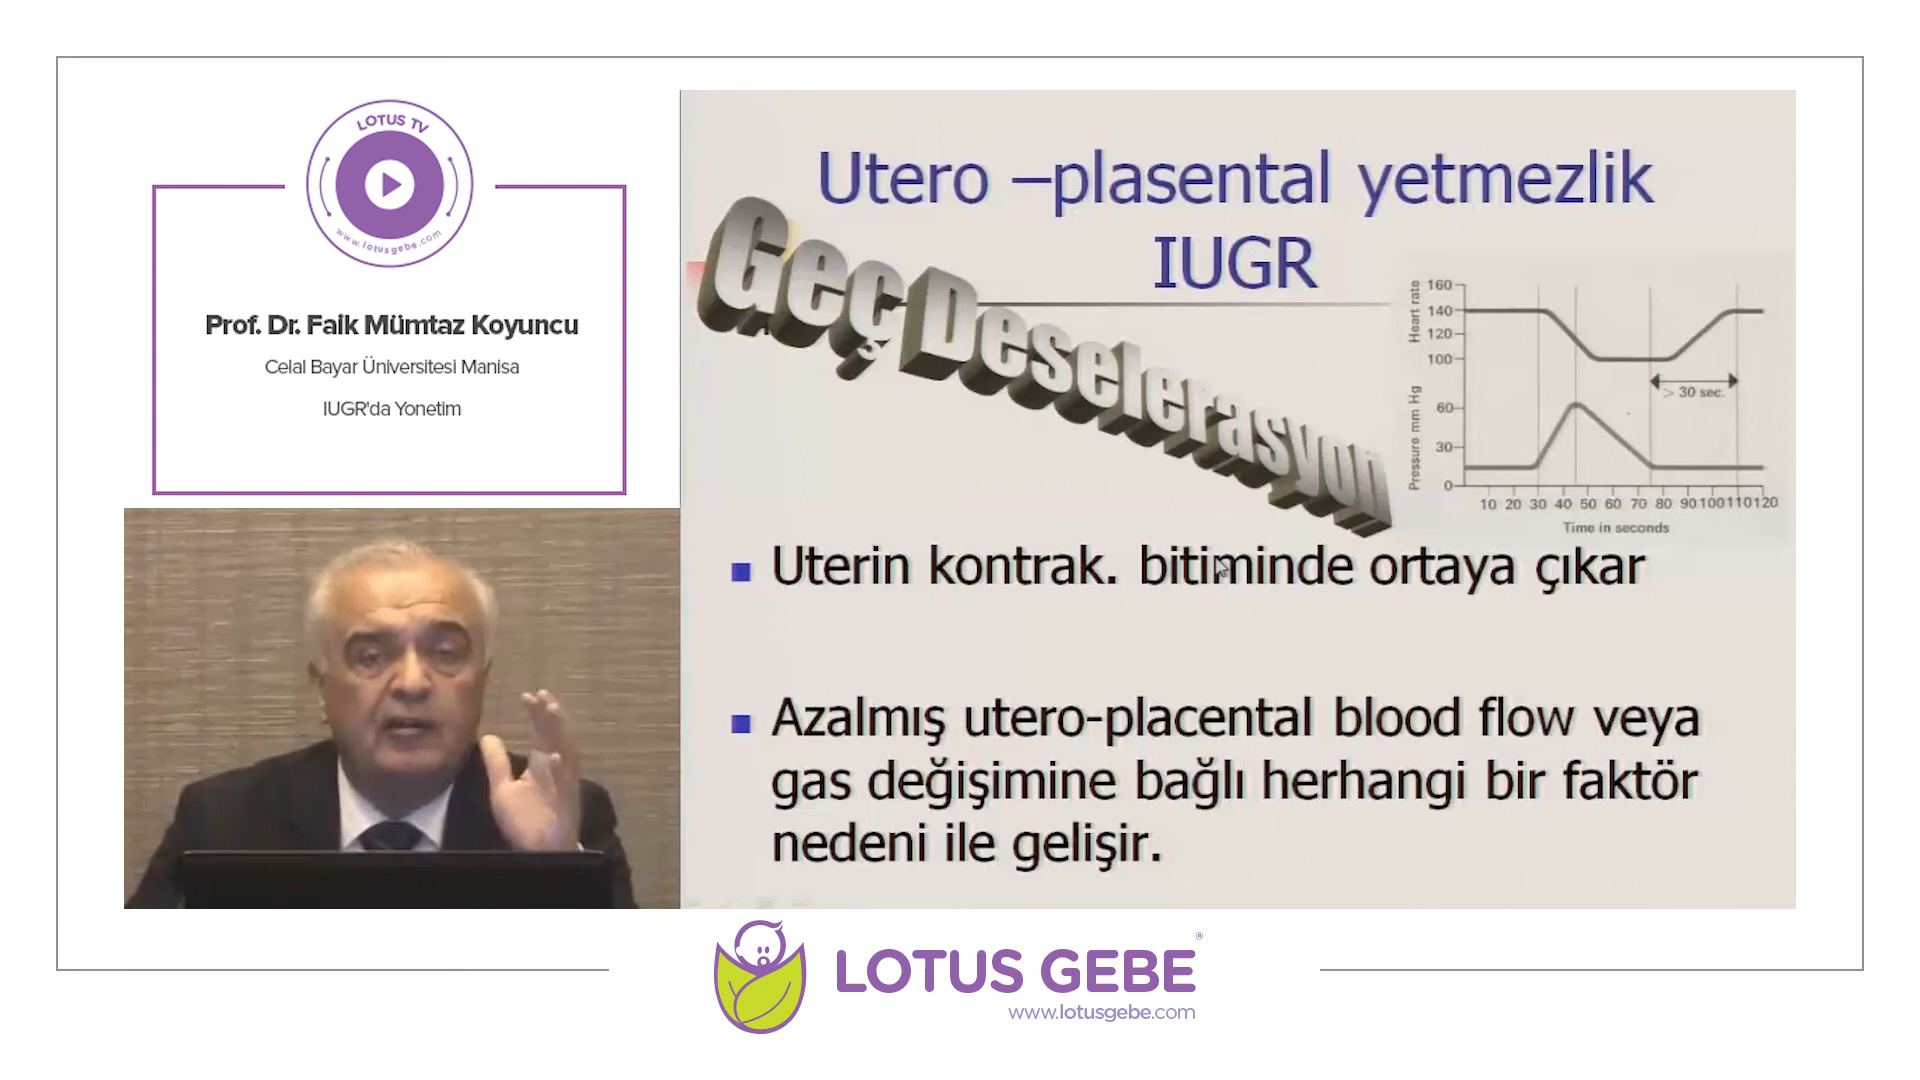 LOTUS TV
www.lotusgebe.com
Prof. Dr. Faik Mümtaz Koyuncu
Celal Bayar Üniversitesi Manisa
IUGR'da Yonetim
Utero –plasental yetmezlik
IUGR
Geç Deselerasyon
Heart rate
160
140
120
100
> 30 sec.
Pressure mm Hg
60
30
0
10 20 30 40 50 60 70 80 90 100 110 120
Time in seconds
Uterin kontrak. bitiminde ortaya çıkar
Azalmış utero-placental blood flow veya
gas değişimine bağlı herhangi bir faktör
nedeni ile gelişir.
LOTUS GEBE®
www.lotusgebe.com